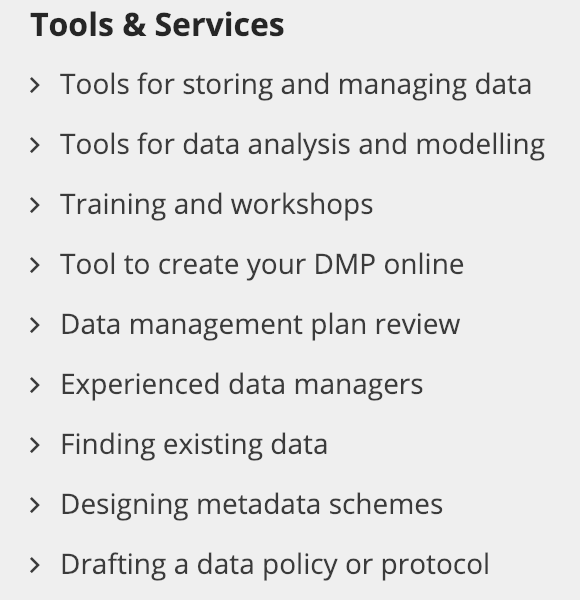 Tools & Services
Tools for storing and managing data
Tools for data analysis and modelling
Training and workshops
Tool to create your DMP online
Data management plan review
Experienced data managers
Finding existing data
Designing metadata schemes
Drafting a data policy or protocol